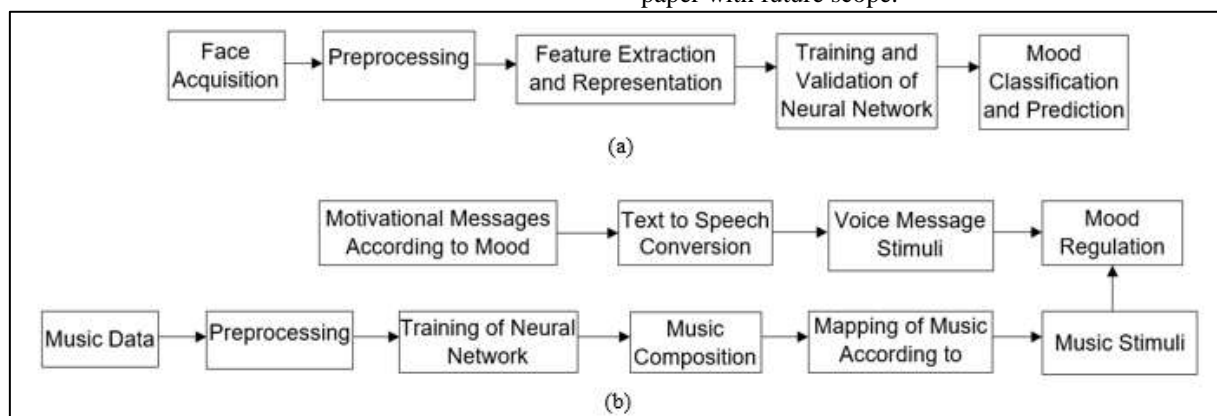 paper with future scope.
Face
Acquisition
Preprocessing
Feature Extraction
and Representation
Training and
Validation of
Neural Network
Mood
Classification
and Prediction
(a)
Motivational Messages
According to Mood
Text to Speech
Conversion
Voice Message
Stimuli
Mood
Regulation
Music Data
Preprocessing
Training of Neural
Network
Music
Composition
Mapping of Music
According to
Music Stimuli
(b)